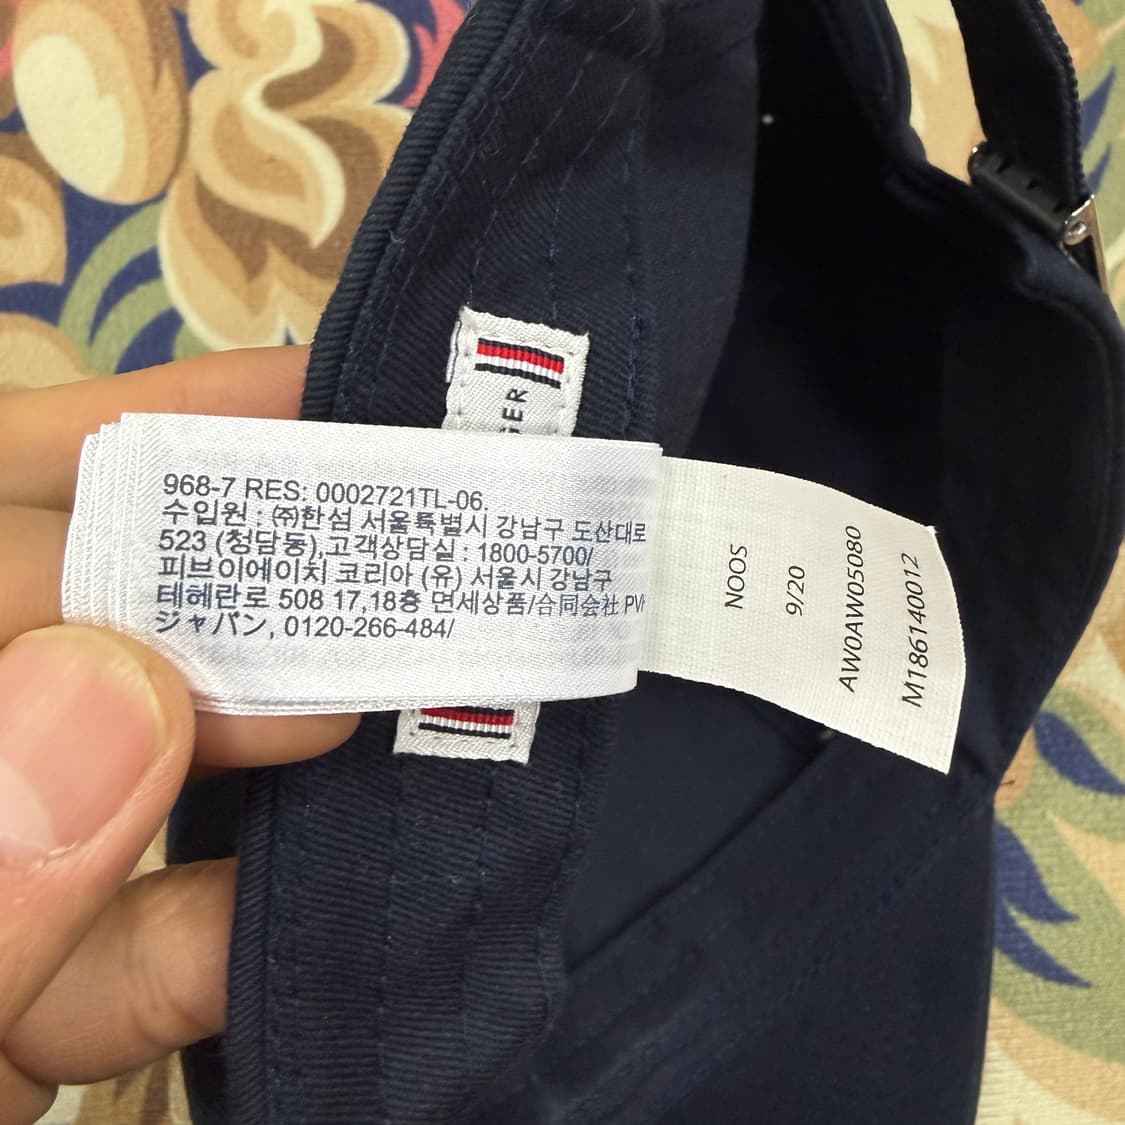 968-7 RES: 0002721TL-06.
수입원 : ㈜한섬 서울특별시 강남구 도산대로
523 (청담동),고객상담실 : 1800-5700/
피브이에이치 코리아 (유) 서울시 강남구
테헤란로 508 17,18층 면세상품/合同会社 PVH
ジャパン, 0120-266-484/
NOOS
9/20
AW0AW05080
M186140012
GER